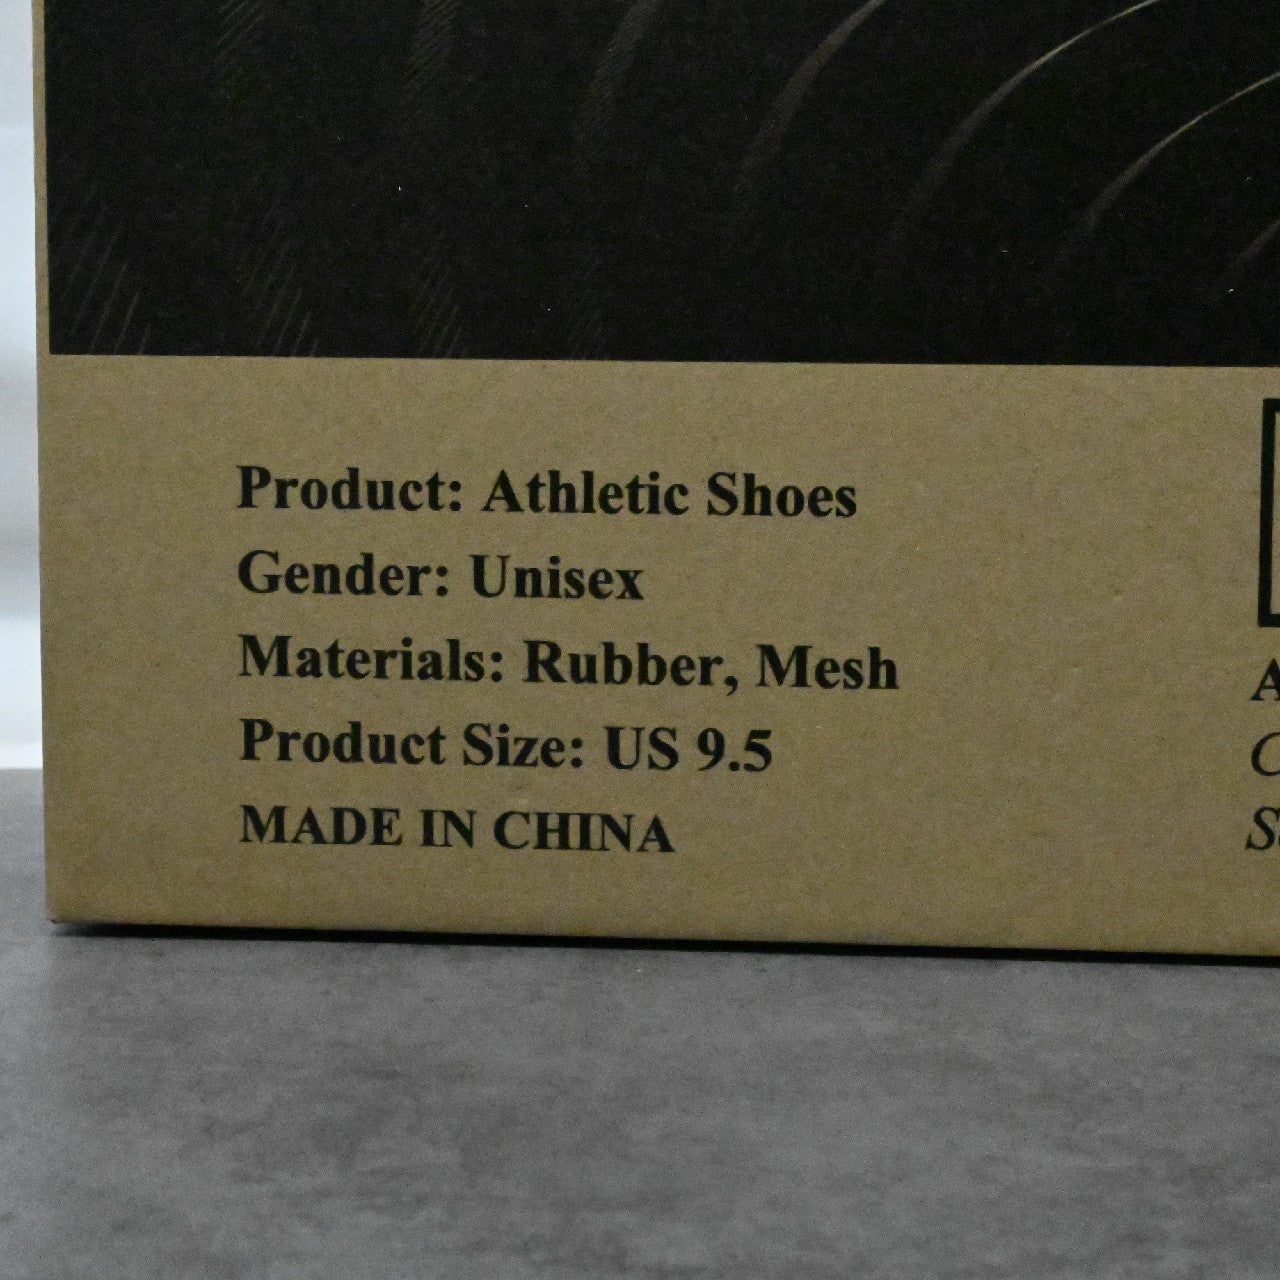 Product: Athletic Shoes
Gender: Unisex
Materials: Rubber, Mesh
Product Size: US 9.5
MADE IN CHINA